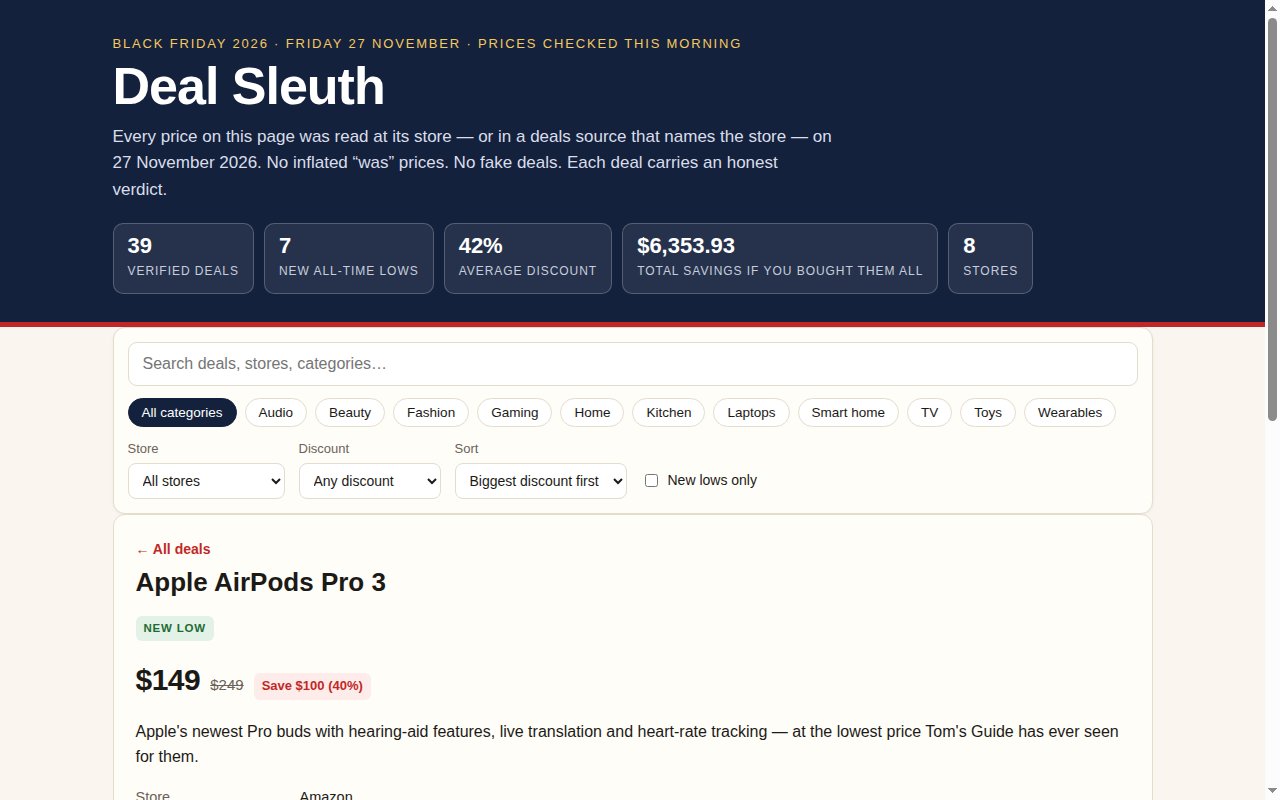 BLACK FRIDAY 2026 · FRIDAY 27 NOVEMBER · PRICES CHECKED THIS MORNING
Deal Sleuth
Every price on this page was read at its store — or in a deals source that names the store — on
27 November 2026. No inflated “was” prices. No fake deals. Each deal carries an honest
verdict.
39
VERIFIED DEALS
7
NEW ALL-TIME LOWS
42%
AVERAGE DISCOUNT
$6,353.93
TOTAL SAVINGS IF YOU BOUGHT THEM ALL
8
STORES
Search deals, stores, categories…
All categories Audio Beauty Fashion Gaming Home Kitchen Laptops Smart home TV Toys Wearables
Store Discount Sort
All stores Any discount Biggest discount first New lows only
← All deals
Apple AirPods Pro 3
NEW LOW
$149 $249 Save $100 (40%)
Apple's newest Pro buds with hearing-aid features, live translation and heart-rate tracking — at the lowest price Tom's Guide has ever seen
for them.
Store Amazon